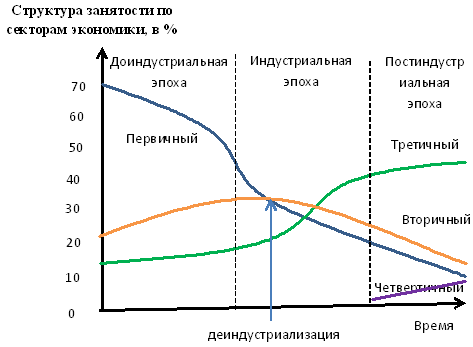 Структура занятости по
секторам экономики, в %
Доиндустриальная
эпоха
Индустриальная
эпоха
Постиндустр
иальная
эпоха
70
60
50
40
30
20
10
0
Первичный
Третичный
Вторичный
Четвертичный
Время
деиндустриализация